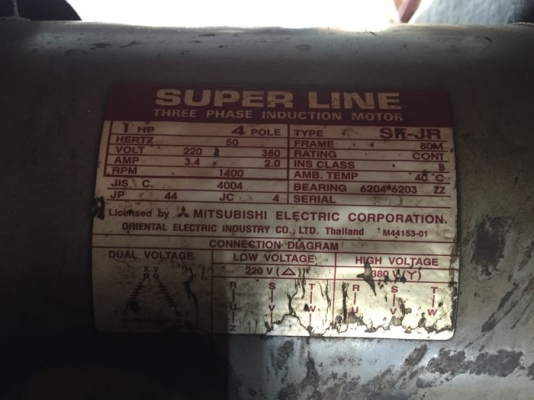 SUPER LINE
THREE PHASE INDUCTION MOTOR
1 HP 4 POLE TYPE SF-JR
HERTZ 50 FRAME 80M
VOLT 220 380 RATING CONT
AMP 3.4 2.0 INS CLASS B
RPM 1400 AMB. TEMP 40 °C
JIS C. 4004 BEARING 6204 6203 ZZ
JP 44 JC 4 SERIAL
Licensed by MITSUBISHI ELECTRIC CORPORATION.
ORIENTAL ELECTRIC INDUSTRY CO., LTD. Thailand M44153-01
CONNECTION DIAGRAM
DUAL VOLTAGE LOW VOLTAGE HIGH VOLTAGE
220 V (△) 380 V (Y)
R S T R S T
U V W U V W
Z